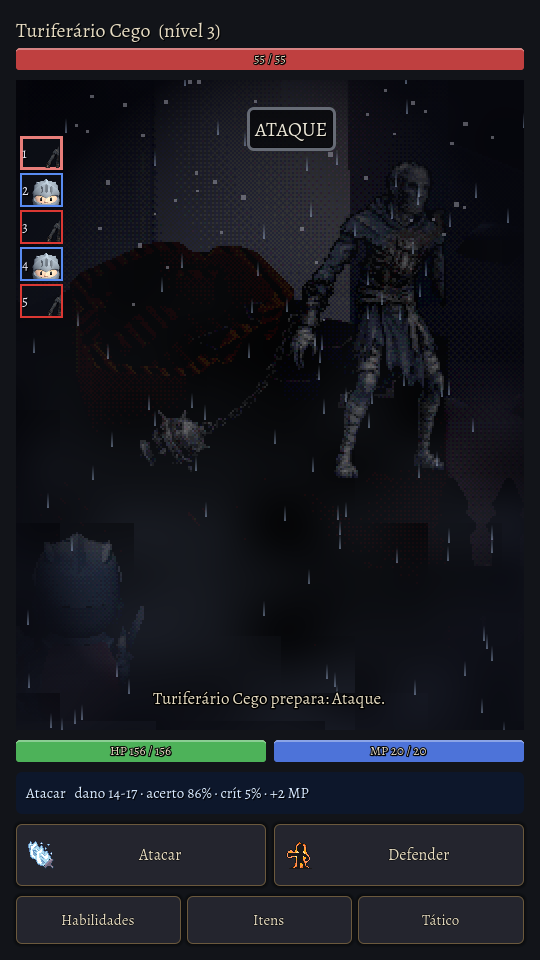 Turiferário Cego (nível 3)
55 / 55
ATAQUE
1
2
3
4
5
Turiferário Cego prepara: Ataque.
HP 156 / 156
MP 20 / 20
Atacar dano 14-17 · acerto 86% · crít 5% · +2 MP
Atacar
Defender
Habilidades
Itens
Tático